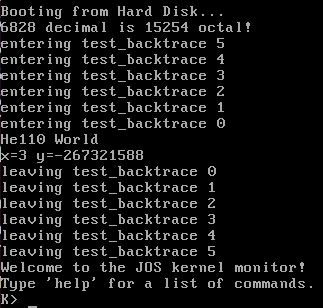 Booting from Hard Disk...
6828 decimal is 15254 octal!
entering test_backtrace 5
entering test_backtrace 4
entering test_backtrace 3
entering test_backtrace 2
entering test_backtrace 1
entering test_backtrace 0
He110 World
x=3 y=-267321588
leaving test_backtrace 0
leaving test_backtrace 1
leaving test_backtrace 2
leaving test_backtrace 3
leaving test_backtrace 4
leaving test_backtrace 5
Welcome to the JOS kernel monitor!
Type 'help' for a list of commands.
K> _